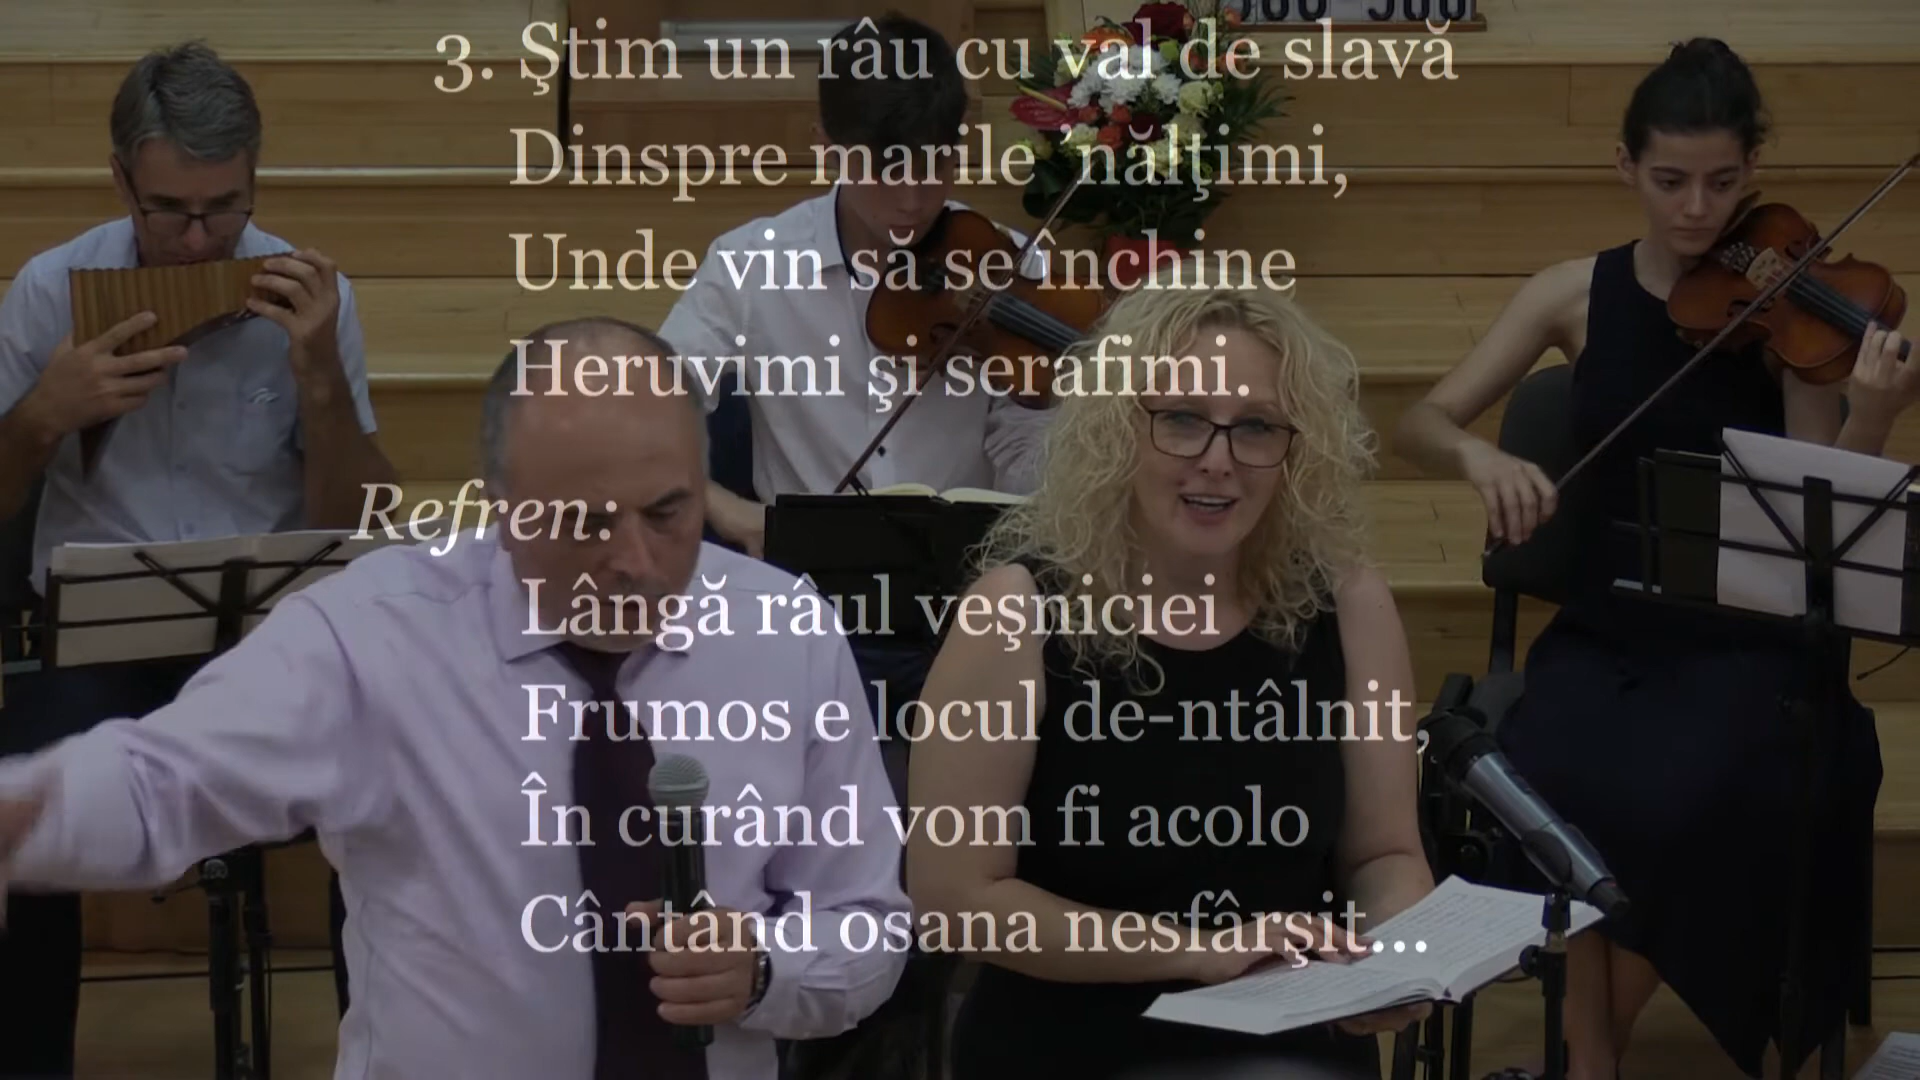 3. Ştim un râu cu val de slavă
Dinspre marile 'nălţimi,
Unde vin să se închine
Heruvimi şi serafimi.
Refren:
Lângă râul veşniciei
Frumos e locul de-ntâlnit,
În curând vom fi acolo
Cântând osana nesfârşit...